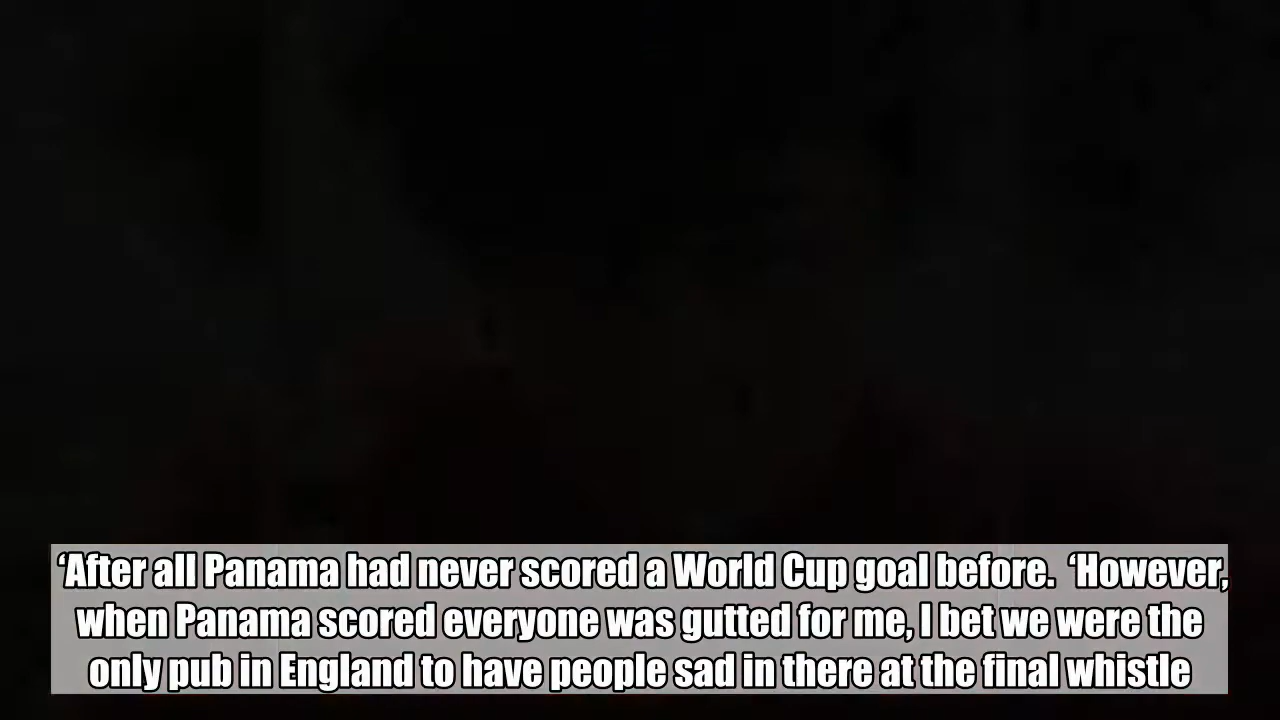 ‘After all Panama had never scored a World Cup goal before.  ‘However,
when Panama scored everyone was gutted for me, I bet we were the
only pub in England to have people sad in there at the final whistle